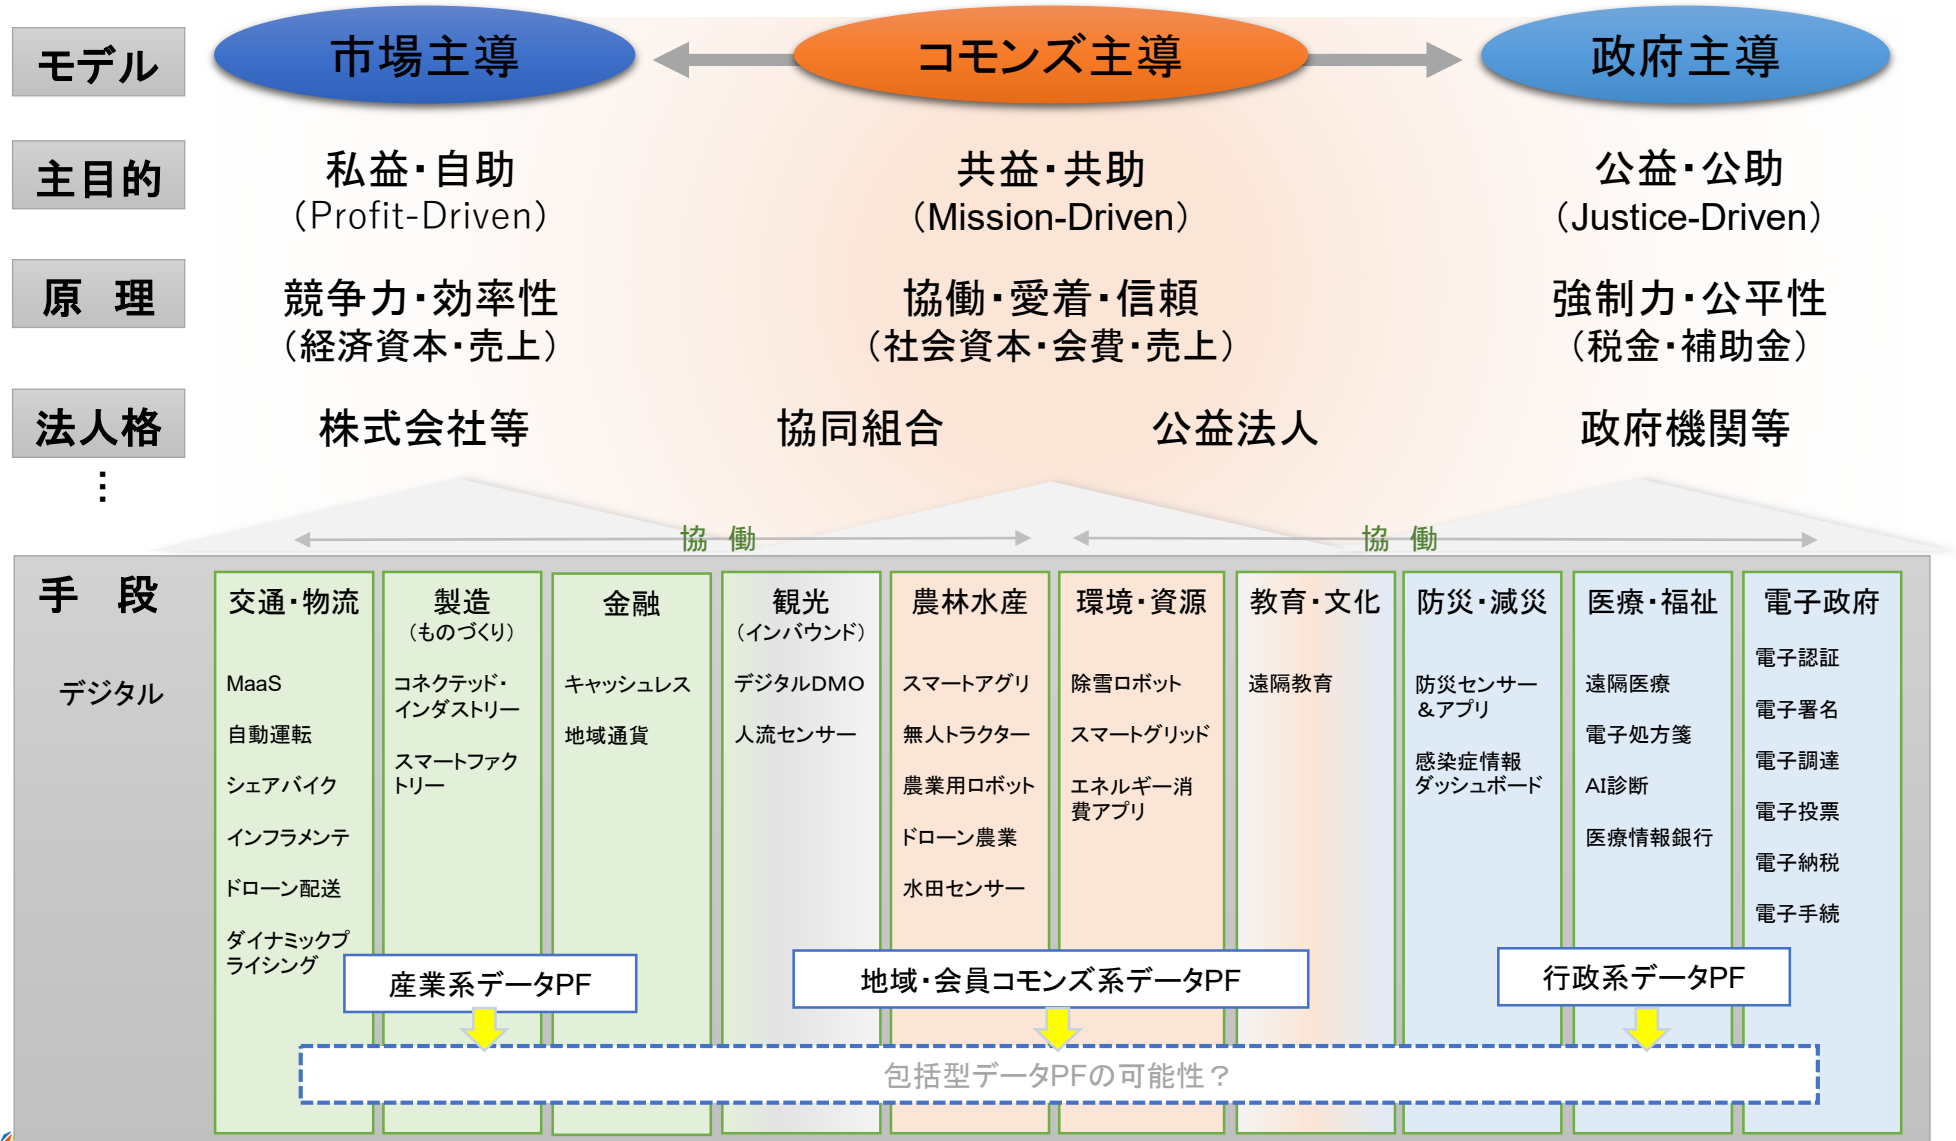 モデル
市場主導
コモンズ主導
政府主導
主目的
私益・自助
（Profit-Driven）
共益・共助
（Mission-Driven）
公益・公助
（Justice-Driven）
原　理
競争力・効率性
（経済資本・売上）
協働・愛着・信頼
（社会資本・会費・売上）
強制力・公平性
（税金・補助金）
法人格
株式会社等
協同組合
公益法人
政府機関等
…
協　働
協　働
手　段
デジタル
交通・物流
MaaS
自動運転
シェアバイク
インフラメンテ
ドローン配送
ダイナミックプ
ライシング
製造
（ものづくり）
コネクテッド・
インダストリー
スマートファク
トリー
金融
キャッシュレス
地域通貨
観光
（インバウンド）
デジタルDMO
人流センサー
農林水産
スマートアグリ
無人トラクター
農業用ロボット
ドローン農業
水田センサー
環境・資源
除雪ロボット
スマートグリッド
エネルギー消
費アプリ
教育・文化
遠隔教育
防災・減災
防災センサー
＆アプリ
感染症情報
ダッシュボード
医療・福祉
遠隔医療
電子処方箋
AI診断
医療情報銀行
電子政府
電子認証
電子署名
電子調達
電子投票
電子納税
電子手続
産業系データPF
地域・会員コモンズ系データPF
行政系データPF
包括型データPFの可能性？